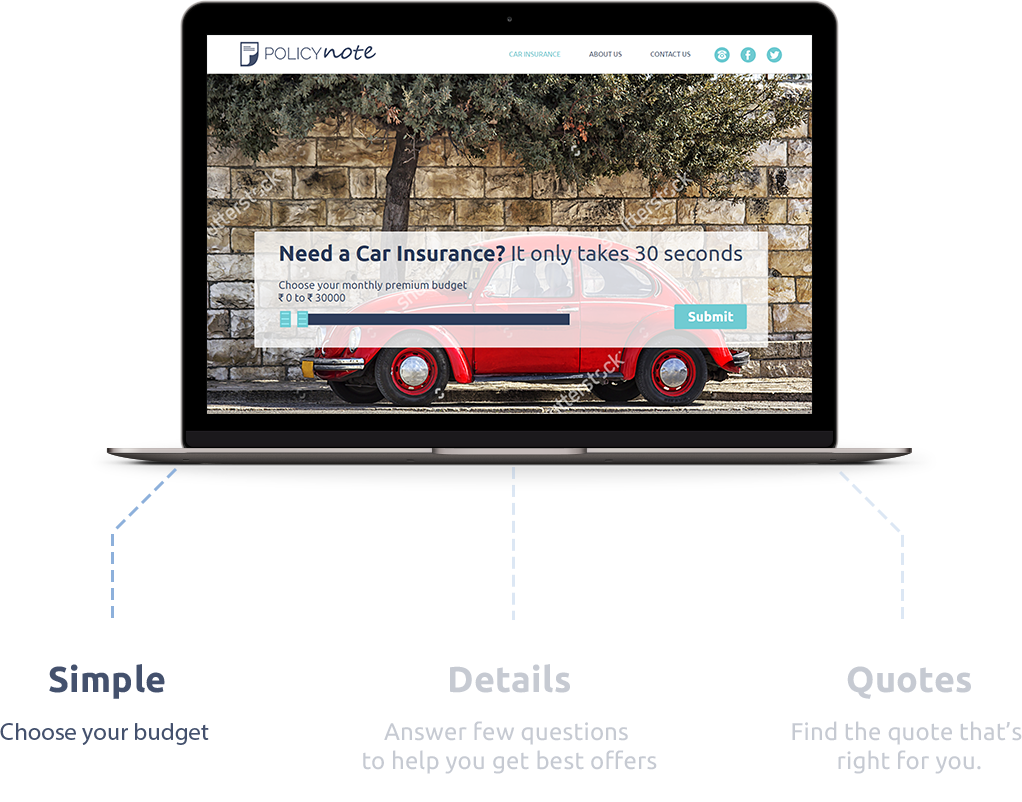 POLICYnote
CAR INSURANCE
ABOUT US
CONTACT US
shutterstock
shutterstock
Need a Car Insurance? It only takes 30 seconds
Choose your monthly premium budget
₹ 0 to ₹ 30000
Submit
shutterstock
Simple
Choose your budget
Details
Answer few questions
to help you get best offers
Quotes
Find the quote that’s
right for you.